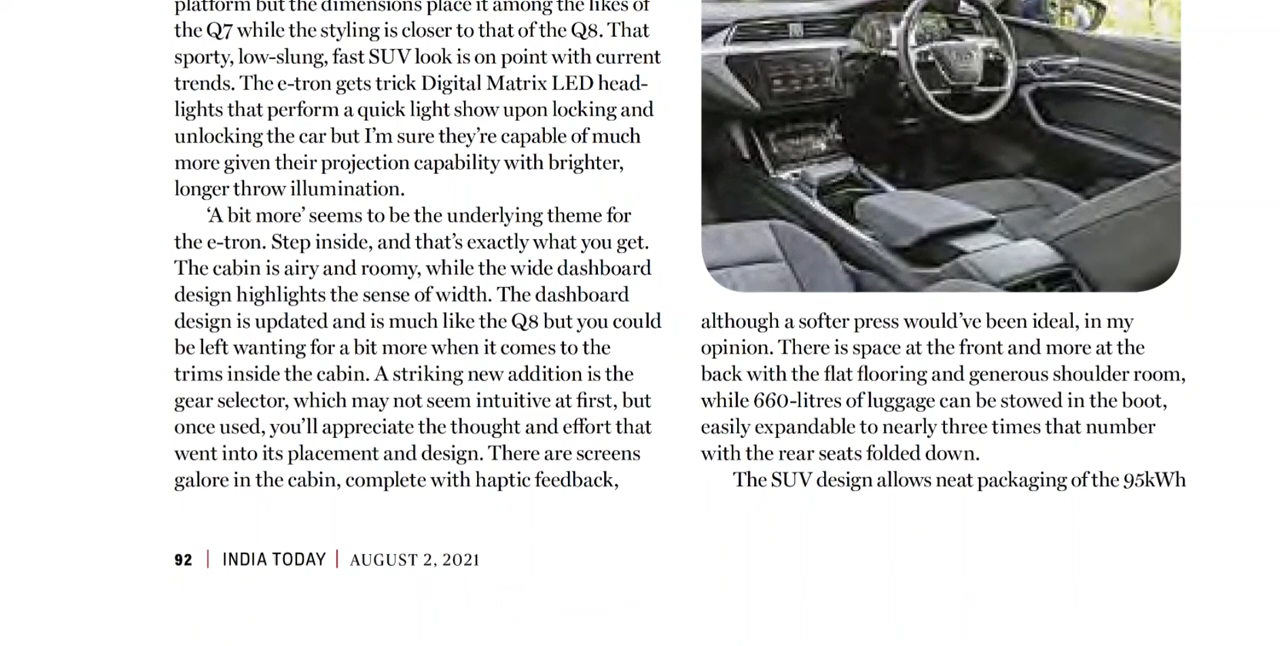 platform but the dimensions place it among the likes of
the Q7 while the styling is closer to that of the Q8. That
sporty, low-slung, fast SUV look is on point with current
trends. The e-tron gets trick Digital Matrix LED head-
lights that perform a quick light show upon locking and
unlocking the car but I’m sure they’re capable of much
more given their projection capability with brighter,
longer throw illumination.
‘A bit more’ seems to be the underlying theme for
the e-tron. Step inside, and that’s exactly what you get.
The cabin is airy and roomy, while the wide dashboard
design highlights the sense of width. The dashboard
design is updated and is much like the Q8 but you could
be left wanting for a bit more when it comes to the
trims inside the cabin. A striking new addition is the
gear selector, which may not seem intuitive at first, but
once used, you’ll appreciate the thought and effort that
went into its placement and design. There are screens
galore in the cabin, complete with haptic feedback,
although a softer press would’ve been ideal, in my
opinion. There is space at the front and more at the
back with the flat flooring and generous shoulder room,
while 660-litres of luggage can be stowed in the boot,
easily expandable to nearly three times that number
with the rear seats folded down.
The SUV design allows neat packaging of the 95kWh
92 | INDIA TODAY | AUGUST 2, 2021